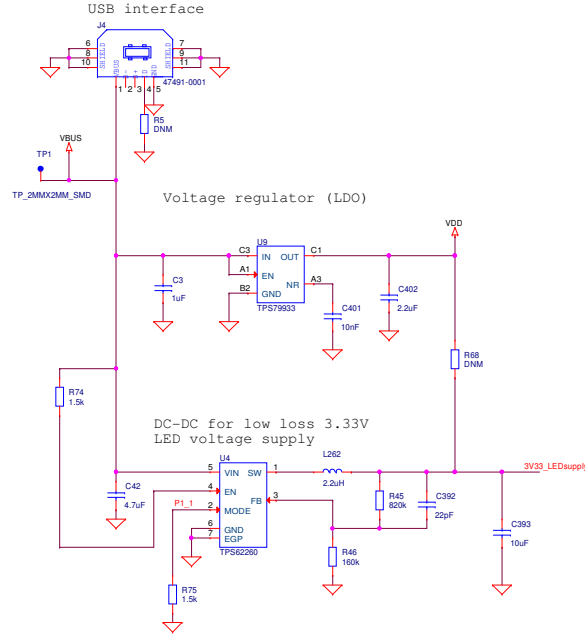 USB interface
J4
6
8
10
SHIELD
VBUS
D-
D+
ID
GND
SHIELD
7
9
11
1 2 3 4 5
47491-0001
R5
DNM
VBUS
TP1
TP_2MMX2MM_SMD
Voltage regulator (LDO)
VDD
U9
C3 IN OUT C1
A1 EN
NR A3
B2 GND
TPS79933
C3
1uF
C401
10nF
C402
2.2uF
R68
DNM
R74
1.5k
DC-DC for low loss 3.33V
LED voltage supply
U4
L262
2.2uH
5 VIN SW 1
4 EN
FB 3
P1_1 2 MODE
6 GND
7 EGP
TPS62260
C42
4.7uF
R45
820k
C392
22pF
3V33_LEDsupply
C393
10uF
R46
160k
R75
1.5k